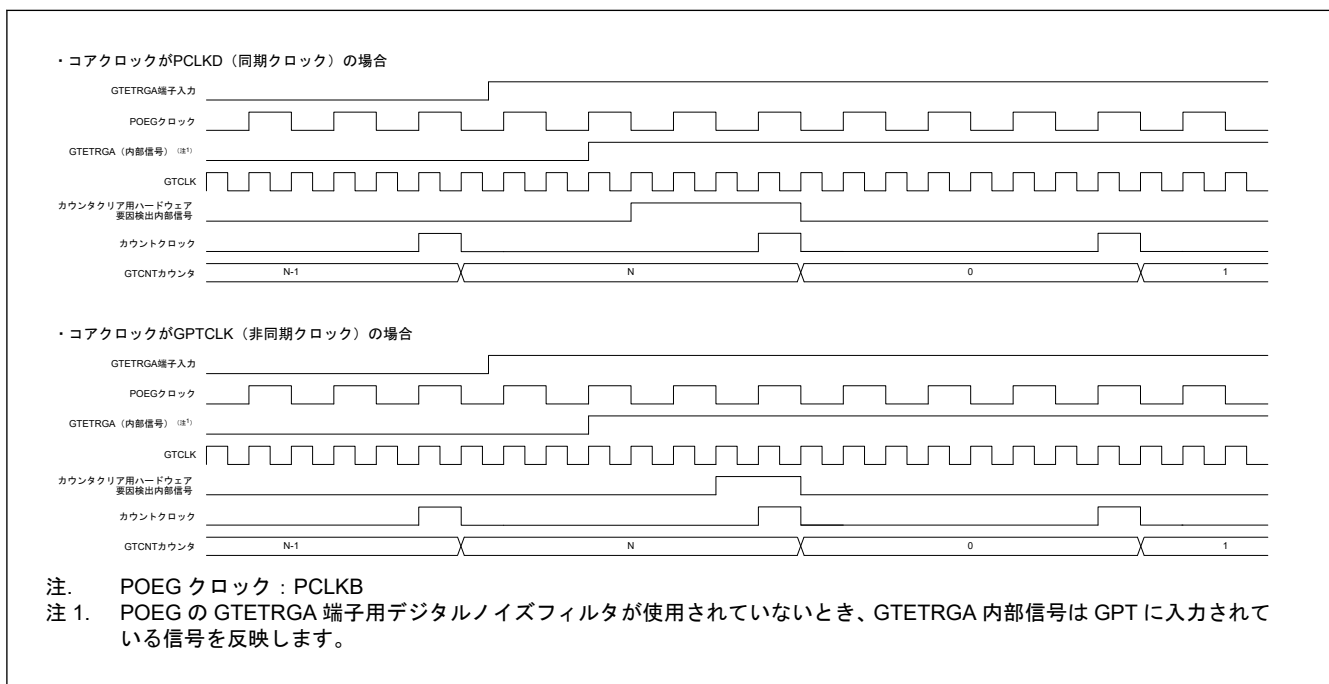 ・コアクロックがPCLKD（同期クロック）の場合
GTETRGA端子入力
POEGクロック
GTETRGA（内部信号）（注1）
GTCLK
カウンタクリア用ハードウェア
要因検出内部信号
カウントクロック
GTCNTカウンタ N-1 N 0 1
・コアクロックがGPTCLK（非同期クロック）の場合
GTETRGA端子入力
POEGクロック
GTETRGA（内部信号）（注1）
GTCLK
カウンタクリア用ハードウェア
要因検出内部信号
カウントクロック
GTCNTカウンタ N-1 N 0 1
注. POEG クロック：PCLKB
注 1. POEG の GTETRGA 端子用デジタルノイズフィルタが使用されていないとき、GTETRGA 内部信号は GPT に入力されて
いる信号を反映します。